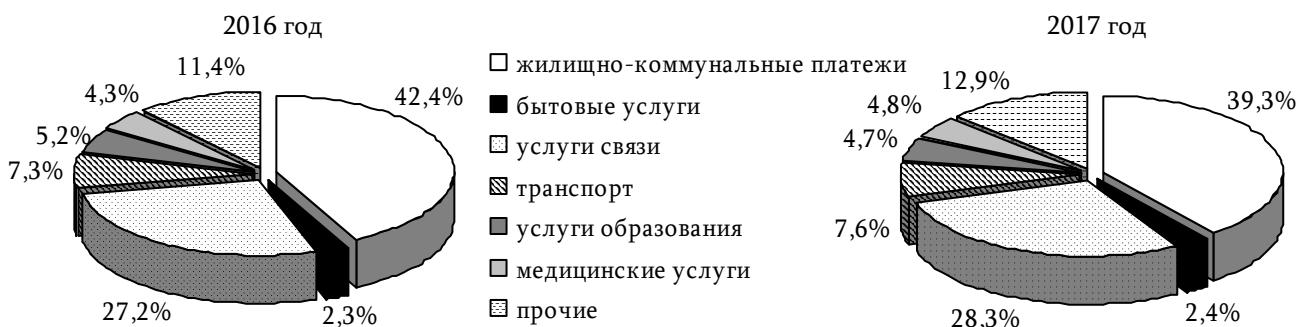 2016 год
11,4%
4,3%
42,4%
5,2%
7,3%
27,2%
2,3%
жилищно-коммунальные платежи
бытовые услуги
услуги связи
транспорт
услуги образования
медицинские услуги
прочие
2017 год
12,9%
4,8%
39,3%
4,7%
7,6%
28,3%
2,4%